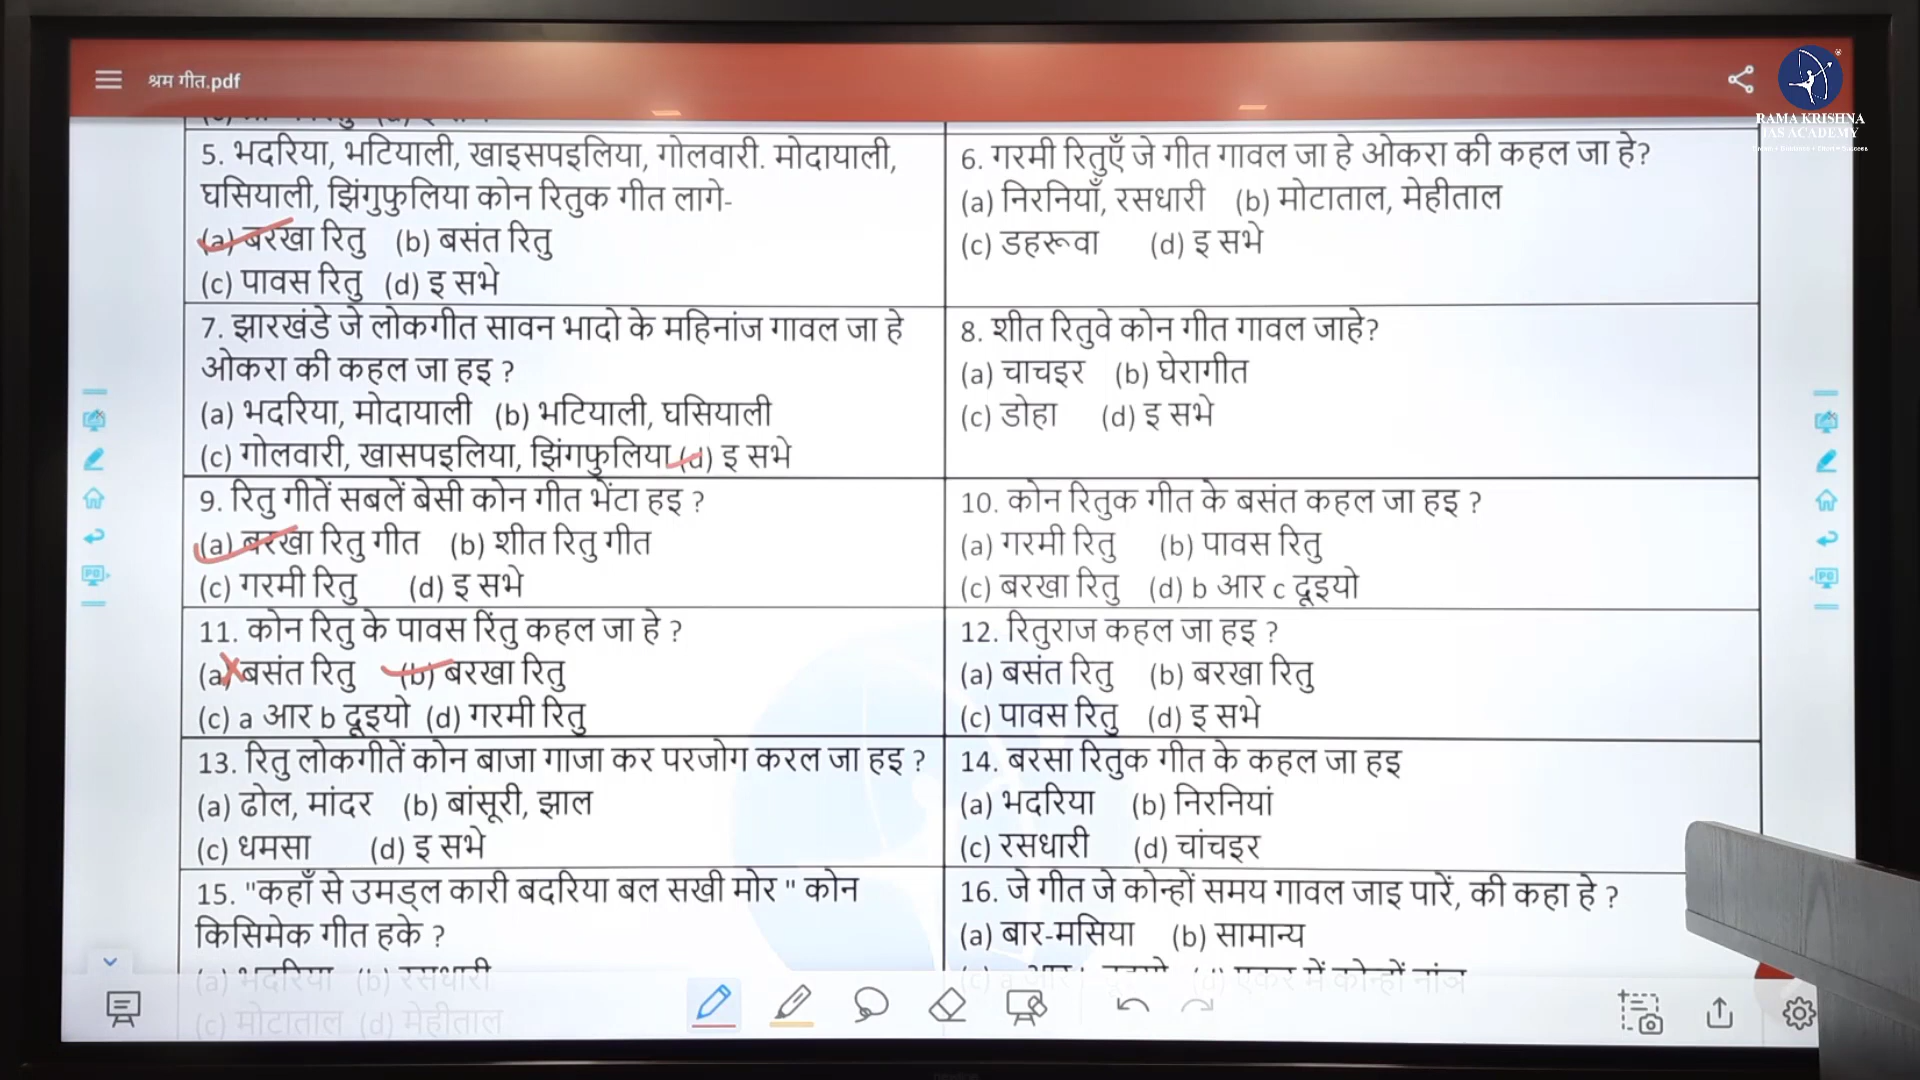 श्रम गीत.pdf
RAMA KRISHNA
IAS ACADEMY
5. भदरिया, भटियाली, खाइसपइलिया, गोलवारी. मोदायाली,
घसियाली, झिंगुफुलिया कोन रितुक गीत लागे-
(a) बरखा रितु (b) बसंत रितु
(c) पावस रितु (d) इ सभे
6. गरमी रितुएँ जे गीत गावल जा हे ओकरा की कहल जा हे?
(a) निरनियाँ, रसधारी (b) मोटाताल, मेहीताल
(c) डहरूवा (d) इ सभे
7. झारखंडे जे लोकगीत सावन भादो के महिनांज गावल जा हे
ओकरा की कहल जा हइ ?
(a) भदरिया, मोदायाली (b) भटियाली, घसियाली
(c) गोलवारी, खासपइलिया, झिंगफुलिया (d) इ सभे
8. शीत रितुवे कोन गीत गावल जाहे?
(a) चाचइर (b) घेरागीत
(c) डोहा (d) इ सभे
9. रितु गीतें सबलें बेसी कोन गीत भेंटा हइ ?
(a) बरखा रितु गीत (b) शीत रितु गीत
(c) गरमी रितु (d) इ सभे
10. कोन रितुक गीत के बसंत कहल जा हइ ?
(a) गरमी रितु (b) पावस रितु
(c) बरखा रितु (d) b आर c दूइयो
11. कोन रितु के पावस रिंतु कहल जा हे ?
(a) बसंत रितु (b) बरखा रितु
(c) a आर b दूइयो (d) गरमी रितु
12. रितुराज कहल जा हइ ?
(a) बसंत रितु (b) बरखा रितु
(c) पावस रितु (d) इ सभे
13. रितु लोकगीतें कोन बाजा गाजा कर परजोग करल जा हइ ?
(a) ढोल, मांदर (b) बांसूरी, झाल
(c) धमसा (d) इ सभे
14. बरसा रितुक गीत के कहल जा हइ
(a) भदरिया (b) निरनियां
(c) रसधारी (d) चांचइर
15. "कहाँ से उमड्ल कारी बदरिया बल सखी मोर " कोन
किसिमेक गीत हके ?
(a) भदरिया (b) रसधारी
(c) मोटाताल (d) मेहीताल
16. जे गीत जे कोन्हों समय गावल जाइ पारें, की कहा हे ?
(a) बार-मसिया (b) सामान्य
(d) एकर में कोन्हों नांञ